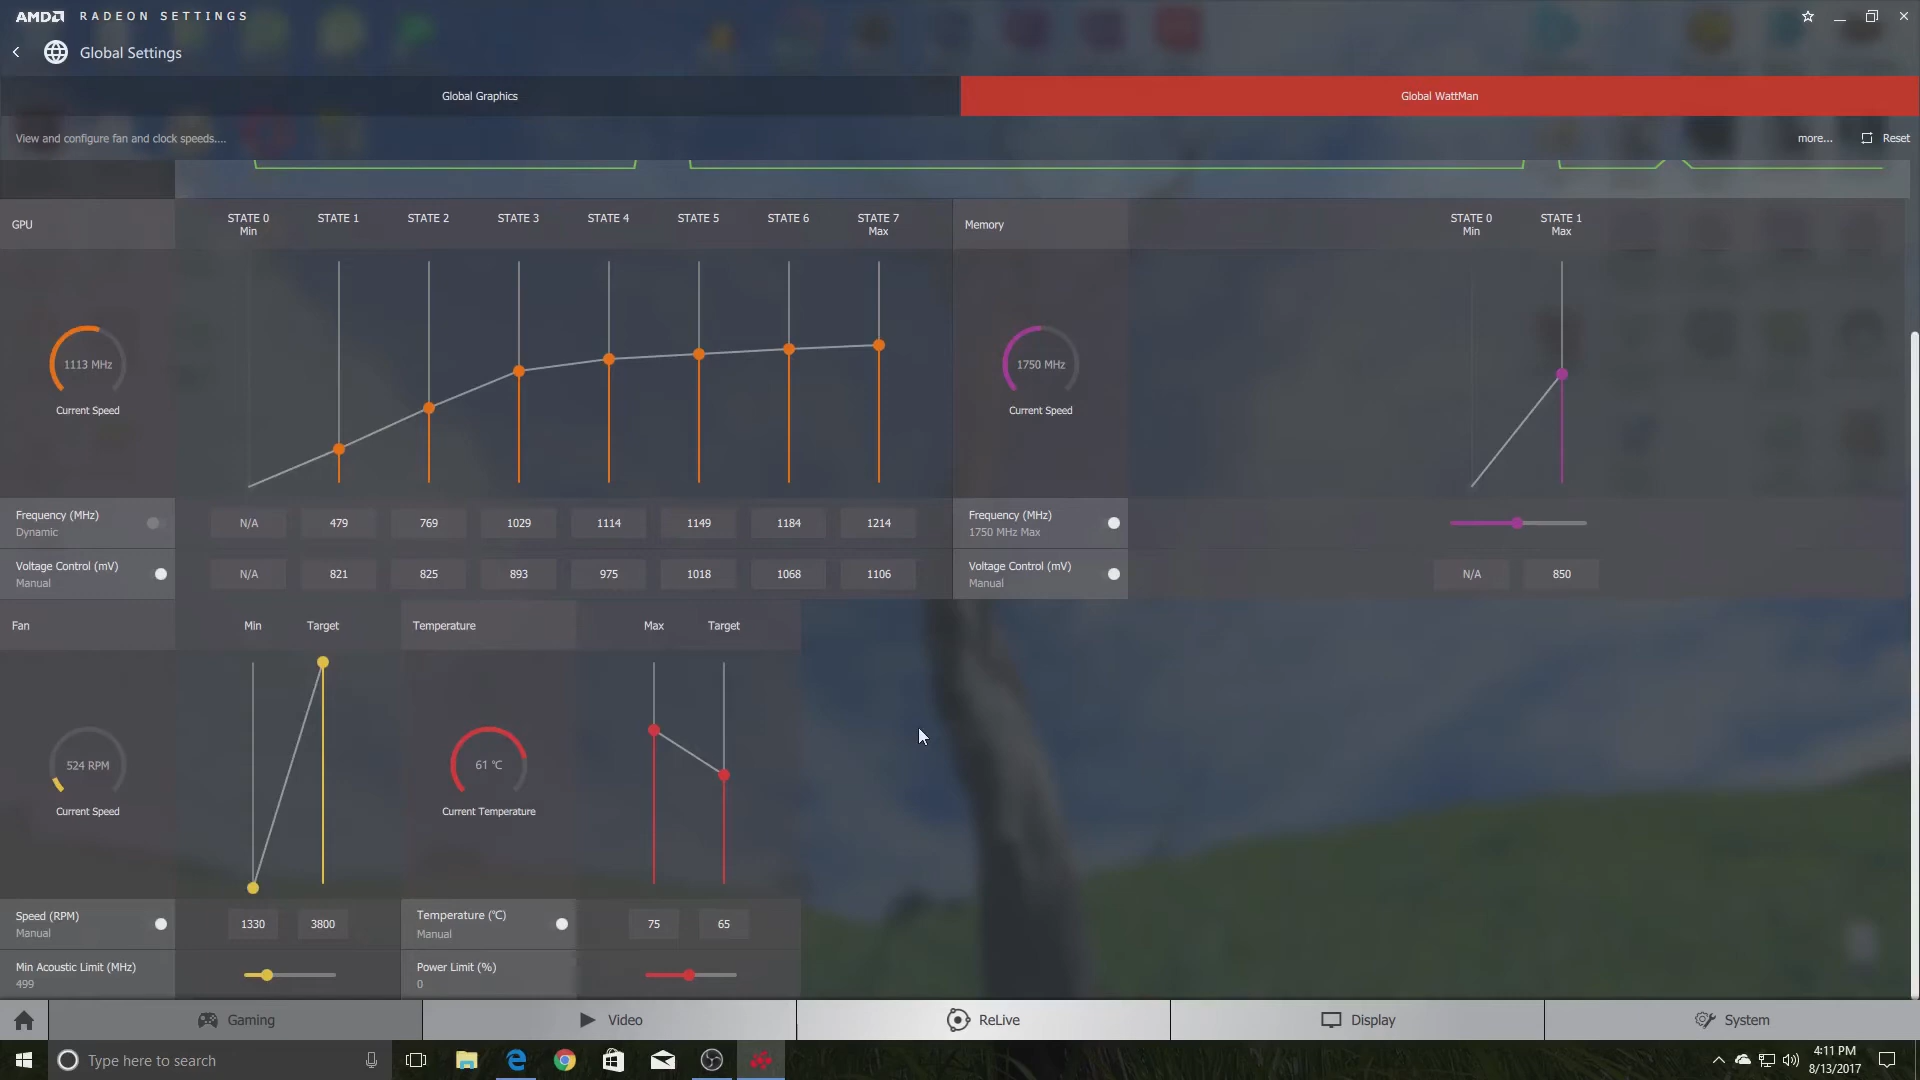 AMD RADEON SETTINGS
Global Settings
Global Graphics
Global WattMan
View and configure fan and clock speeds....
more...
Reset
GPU
STATE 0
Min
STATE 1
STATE 2
STATE 3
STATE 4
STATE 5
STATE 6
STATE 7
Max
Memory
STATE 0
Min
STATE 1
Max
1113 MHz
Current Speed
1750 MHz
Current Speed
Frequency (MHz)
Dynamic
N/A
479
769
1029
1114
1149
1184
1214
Frequency (MHz)
1750 MHz Max
Voltage Control (mV)
Manual
N/A
821
825
893
975
1018
1068
1106
Voltage Control (mV)
Manual
N/A
850
Fan
Min
Target
Temperature
Max
Target
524 RPM
Current Speed
61 °C
Current Temperature
Speed (RPM)
Manual
1330
3800
Temperature (°C)
Manual
75
65
Min Acoustic Limit (MHz)
499
Power Limit (%)
0
Gaming
Video
ReLive
Display
System
Type here to search
4:11 PM
8/13/2017